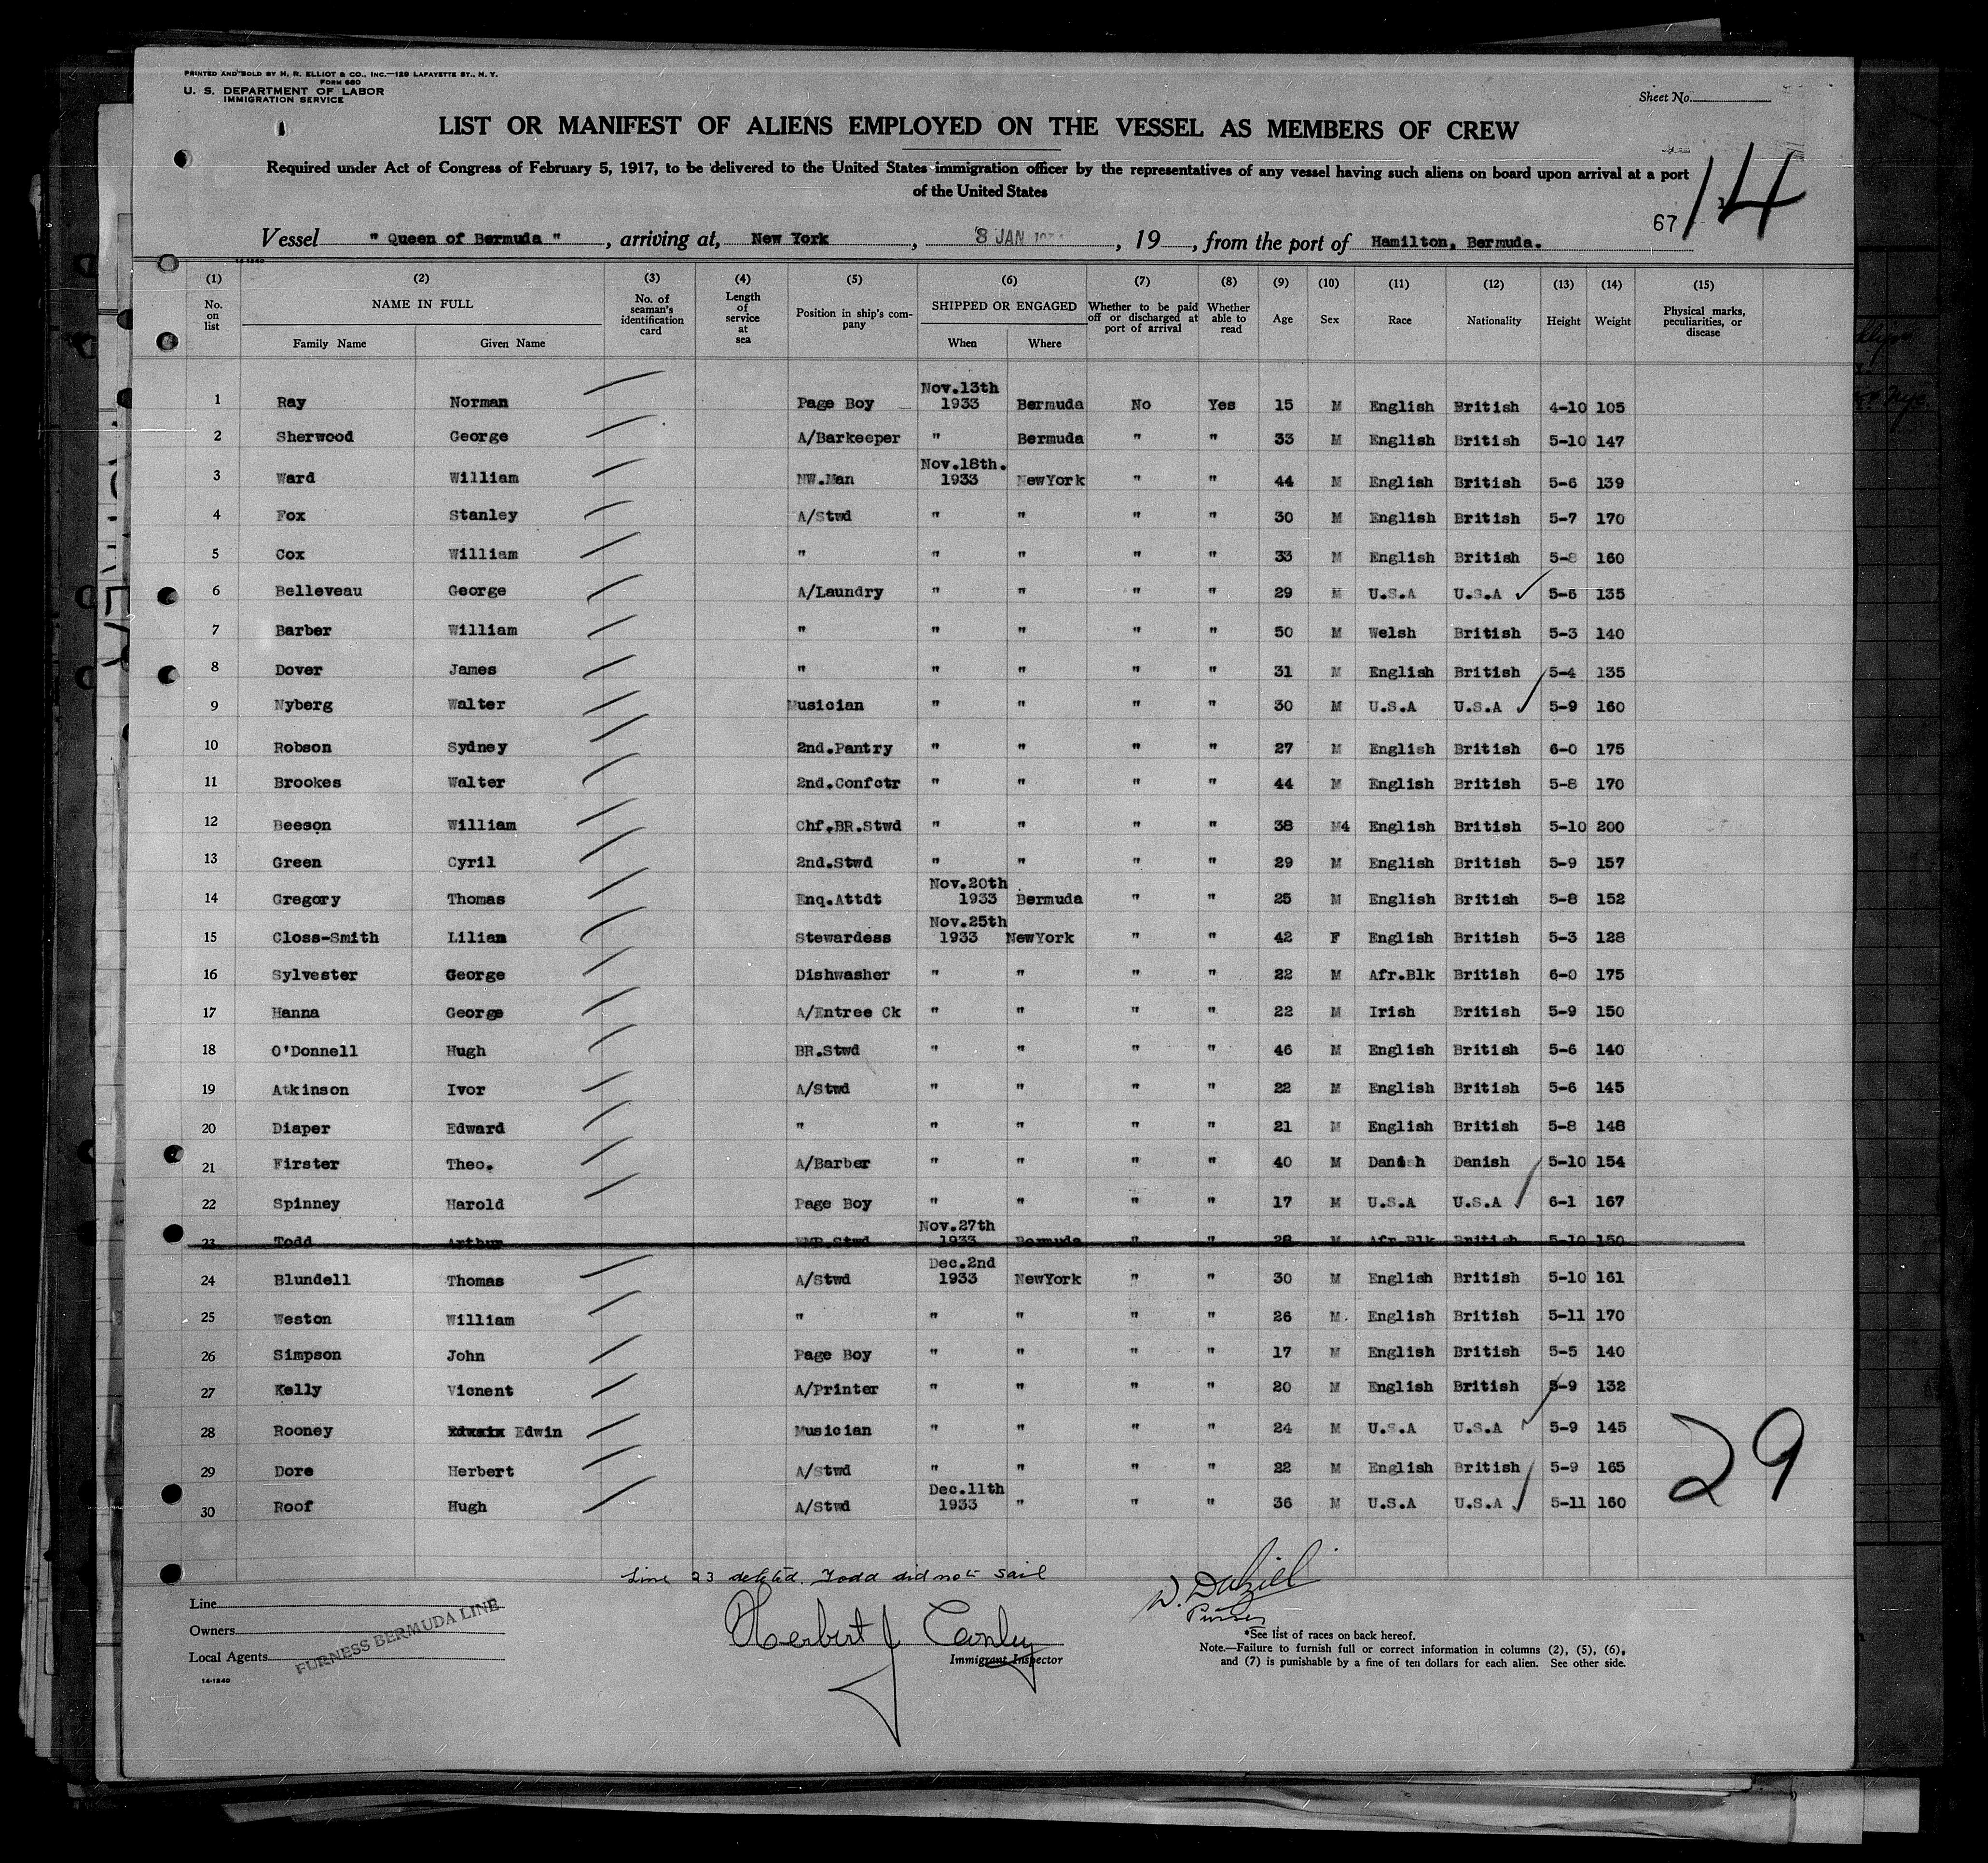 PRINTED AND SOLD BY H. R. ELLIOT & CO., INC.—129 LAFAYETTE ST., N. Y.
FORM 680
U. S. DEPARTMENT OF LABOR
IMMIGRATION SERVICE
Sheet No.
LIST OR MANIFEST OF ALIENS EMPLOYED ON THE VESSEL AS MEMBERS OF CREW
Required under Act of Congress of February 5, 1917, to be delivered to the United States immigration officer by the representatives of any vessel having such aliens on board upon arrival at a port
of the United States
67 14
Vessel " Queen of Bermuda " , arriving at, New York , 8 JAN , 19 , from the port of Hamilton, Bermuda.
14-1240
(1) (2) (3) (4) (5) (6) (7) (8) (9) (10) (11) (12) (13) (14) (15)
No. on list NAME IN FULL Family Name Given Name No. of seaman's identification card Length of service at sea Position in ship's company SHIPPED OR ENGAGED When Where Whether to be paid off or discharged at port of arrival Whether able to read Age Sex Race Nationality Height Weight Physical marks, peculiarities, or disease
1 Ray Norman Page Boy Nov.13th 1933 Bermuda No Yes 15 M English British 4-10 105
2 Sherwood George A/Barkeeper " Bermuda " " 33 M English British 5-10 147
3 Ward William NW.Man Nov.18th. 1933 NewYork " " 44 M English British 5-6 139
4 Fox Stanley A/Stwd " " " " 30 M English British 5-7 170
5 Cox William " " " " " 33 M English British 5-8 160
6 Belleveau George A/Laundry " " " " 29 M U.S.A U.S.A 5-6 135
7 Barber William " " " " " 50 M Welsh British 5-3 140
8 Dover James " " " " " 31 M English British 5-4 135
9 Nyberg Walter Musician " " " " 30 M U.S.A U.S.A 5-9 160
10 Robson Sydney 2nd.Pantry " " " " 27 M English British 6-0 175
11 Brookes Walter 2nd.Confctr " " " " 44 M English British 5-8 170
12 Beeson William Chf.BR.Stwd " " " " 38 M4 English British 5-10 200
13 Green Cyril 2nd.Stwd " " " " 29 M English British 5-9 157
14 Gregory Thomas Enq.Attdt Nov.20th 1933 Bermuda " " 25 M English British 5-8 152
15 Closs-Smith Lilian Stewardess Nov.25th 1933 NewYork " " 42 F English British 5-3 128
16 Sylvester George Dishwasher " " " " 22 M Afr.Blk British 6-0 175
17 Hanna George A/Entree Ck " " " " 22 M Irish British 5-9 150
18 O'Donnell Hugh BR.Stwd " " " " 46 M English British 5-6 140
19 Atkinson Ivor A/Stwd " " " " 22 M English British 5-6 145
20 Diaper Edward " " " " " 21 M English British 5-8 148
21 Firster Theo. A/Barber " " " " 40 M Danish Danish 5-10 154
22 Spinney Harold Page Boy " " " " 17 M U.S.A U.S.A 6-1 167
23 Todd Arthur Stwd Nov.27th 1933 Bermuda " " 28 M Afr.Blk British 5-10 150
24 Blundell Thomas A/Stwd Dec.2nd 1933 NewYork " " 30 M English British 5-10 161
25 Weston William " " " " " 26 M. English British 5-11 170
26 Simpson John Page Boy " " " " 17 M English British 5-5 140
27 Kelly Vicnent A/Printer " " " " 20 M English British 5-9 132
28 Rooney Edwin Musician " " " " 24 M U.S.A U.S.A 5-9 145
29 Dore Herbert A/Stwd " " " " 22 M English British 5-9 165
30 Roof Hugh A/Stwd Dec.11th 1933 " " " 36 M U.S.A U.S.A 5-11 160
29
Line 23 deleted. Todd did not sail
Line
Owners
Local Agents
FURNESS BERMUDA LINE
14-1240
Herbert J Conley
Immigrant Inspector
W. Dalziel
Purser
*See list of races on back hereof.
Note.—Failure to furnish full or correct information in columns (2), (5), (6),
and (7) is punishable by a fine of ten dollars for each alien. See other side.